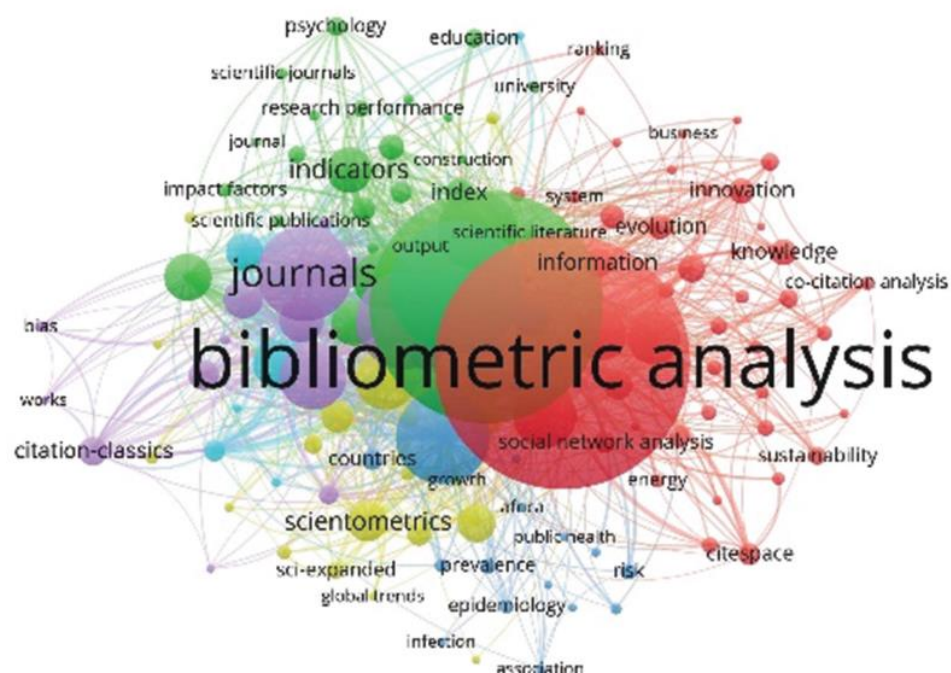 psychology
education
ranking
scientific journals
university
research performance
business
journal
construction
indicators
impact factors
index
system
innovation
scientific publications
scientific literature
evolution
output
information
knowledge
journals
co-citation analysis
bias
bibliometric analysis
works
citation-classics
social network analysis
countries
sustainability
growth
energy
scientometrics
public health
citespace
sci-expanded
prevalence
risk
global trends
epidemiology
infection
association